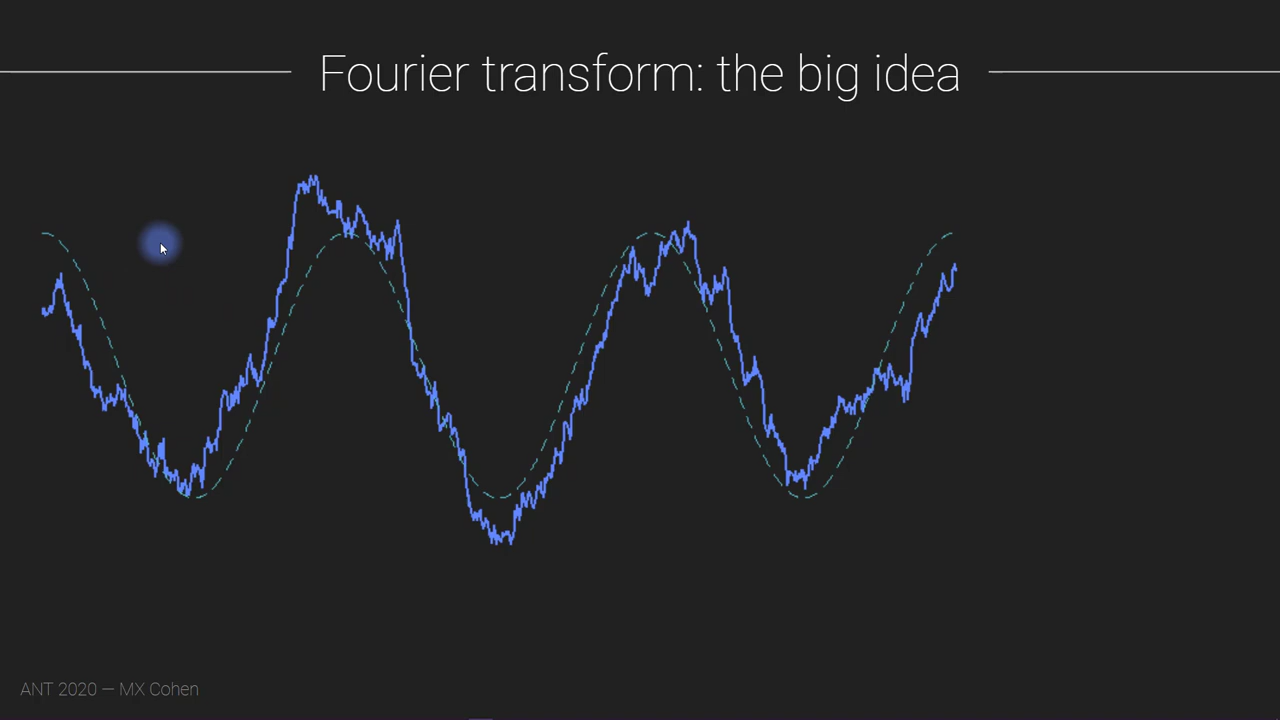 Fourier transform: the big idea
ANT 2020 — MX Cohen